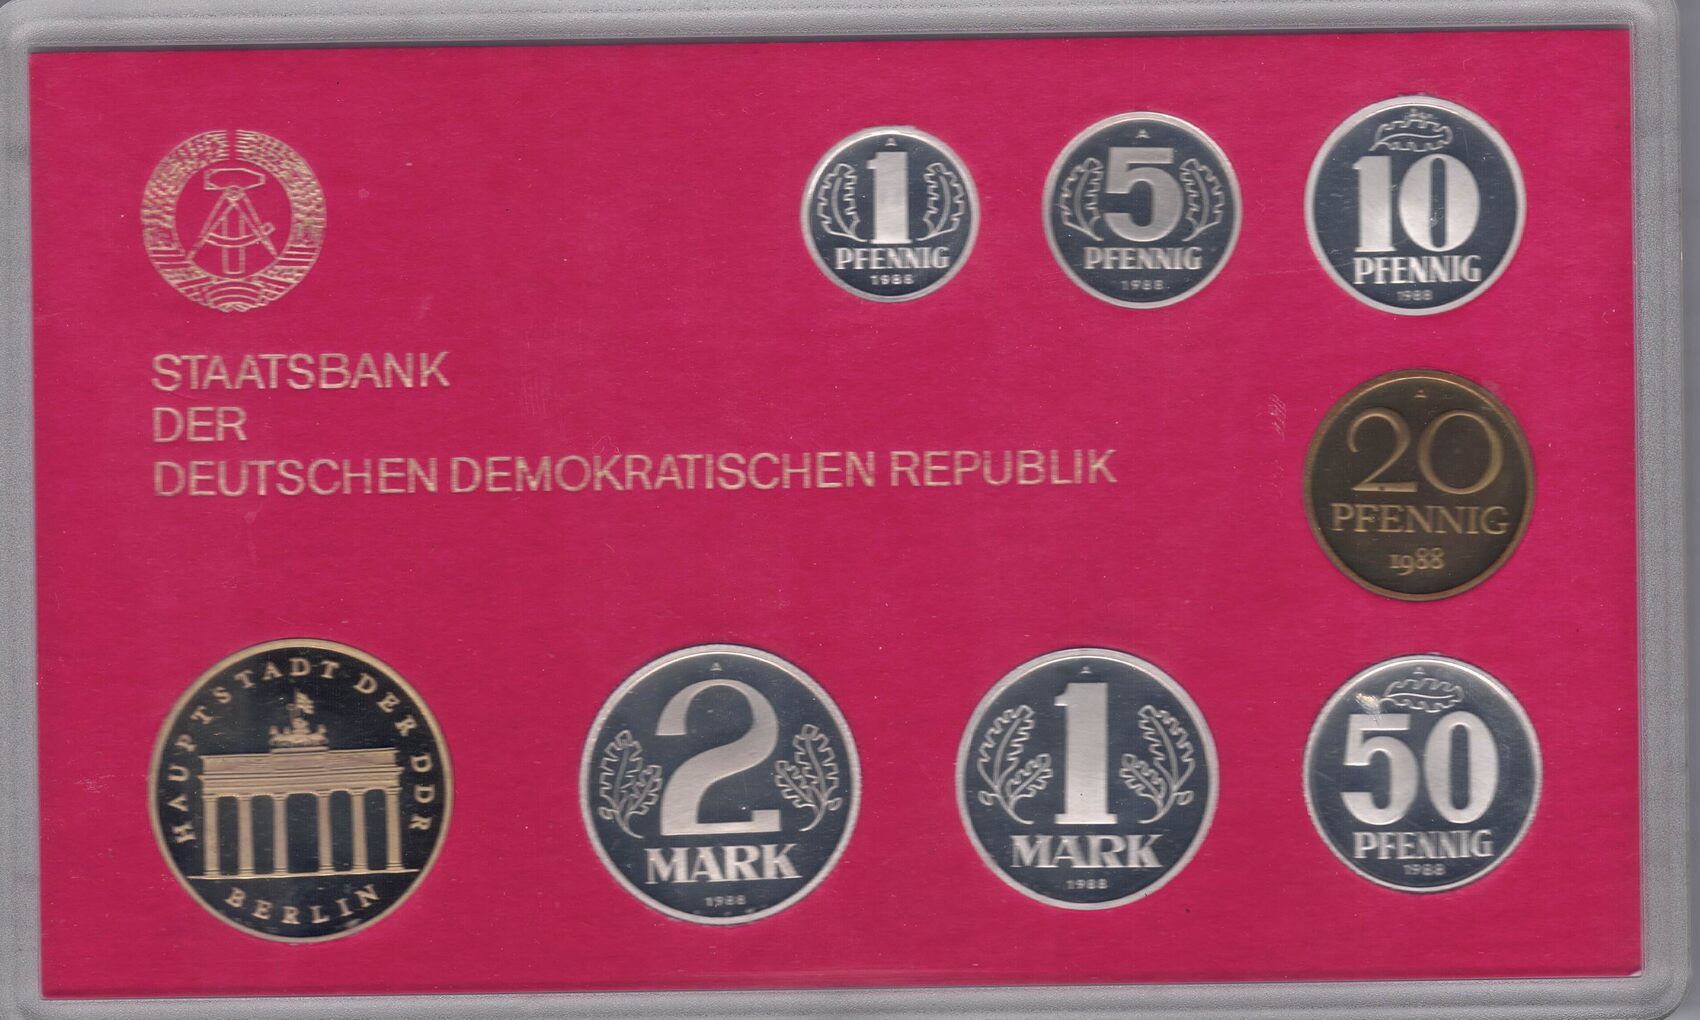 A
1
PFENNIG
1988
A
5
PFENNIG
1988
A
10
PFENNIG
1988
STAATSBANK
DER
DEUTSCHEN DEMOKRATISCHEN REPUBLIK
A
20
PFENNIG
1988
HAUPTSTADT DER DDR
BERLIN
A
2
MARK
1988
A
1
MARK
1988
A
50
PFENNIG
1988